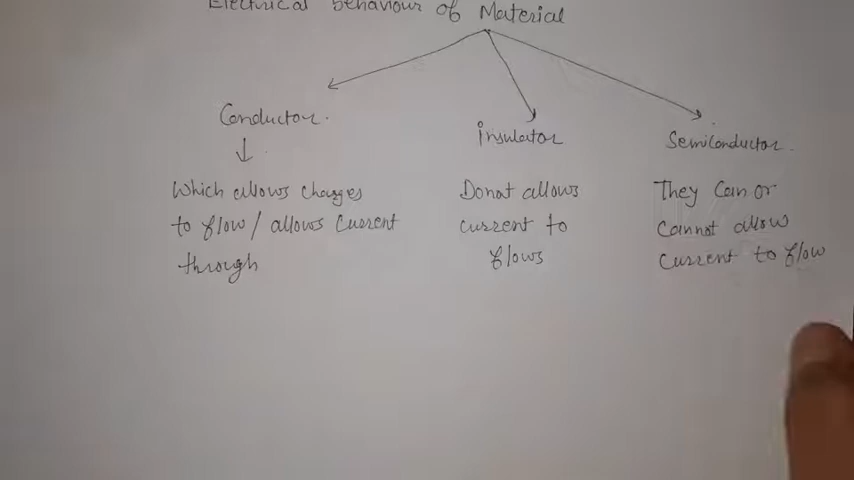 Electrical behaviour of Material
Conductor.
insulator
Semiconductor.
Which allows charges
to flow / allows current
through
Donot allows
current to
flows
They can or
cannot allow
current to flow